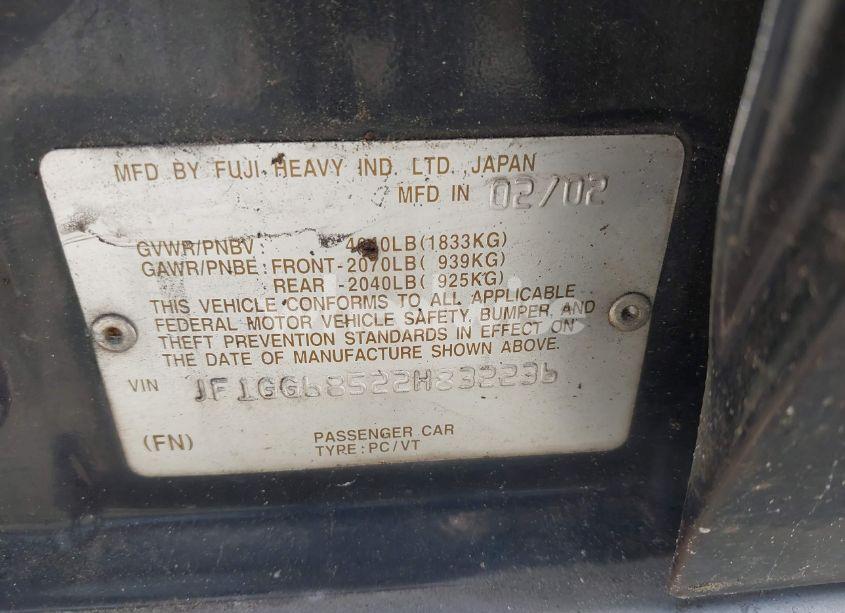 MFD BY FUJI HEAVY IND. LTD. JAPAN
MFD IN 02/02
GVWR/PNBV : LB(1833KG)
GAWR/PNBE: FRONT-2070LB( 939KG)
REAR -2040LB( 925KG)
THIS VEHICLE CONFORMS TO ALL APPLICABLE
FEDERAL MOTOR VEHICLE SAFETY, BUMPER, AND
THEFT PREVENTION STANDARDS IN EFFECT ON
THE DATE OF MANUFACTURE SHOWN ABOVE.
VIN JF1GG68522H832236
(FN) PASSENGER CAR
TYRE:PC/VT